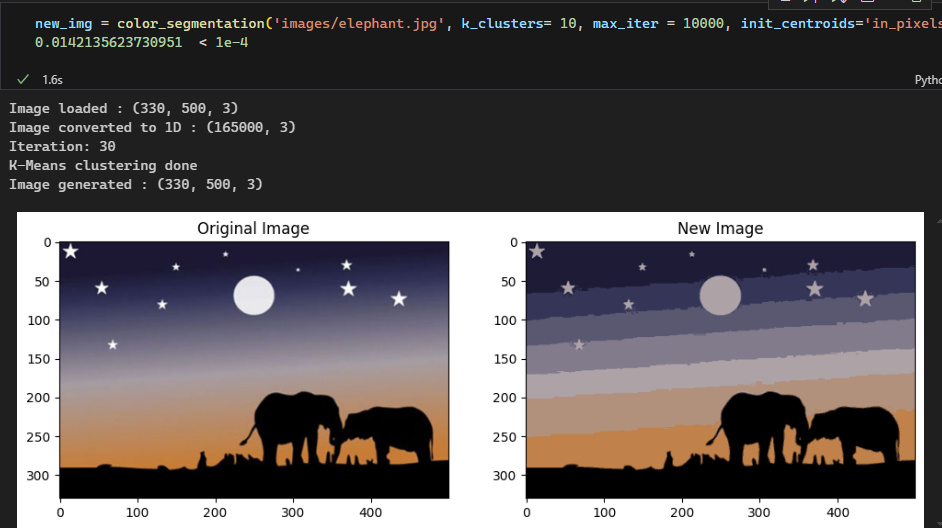 new_img = color_segmentation('images/elephant.jpg', k_clusters= 10, max_iter = 10000, init_centroids='in_pixels
0.0142135623730951 < 1e-4
1.6s
Pytho
Image loaded : (330, 500, 3)
Image converted to 1D : (165000, 3)
Iteration: 30
K-Means clustering done
Image generated : (330, 500, 3)
Original Image
New Image
0
50
100
150
200
250
300
0
100
200
300
400
0
50
100
150
200
250
300
0
100
200
300
400